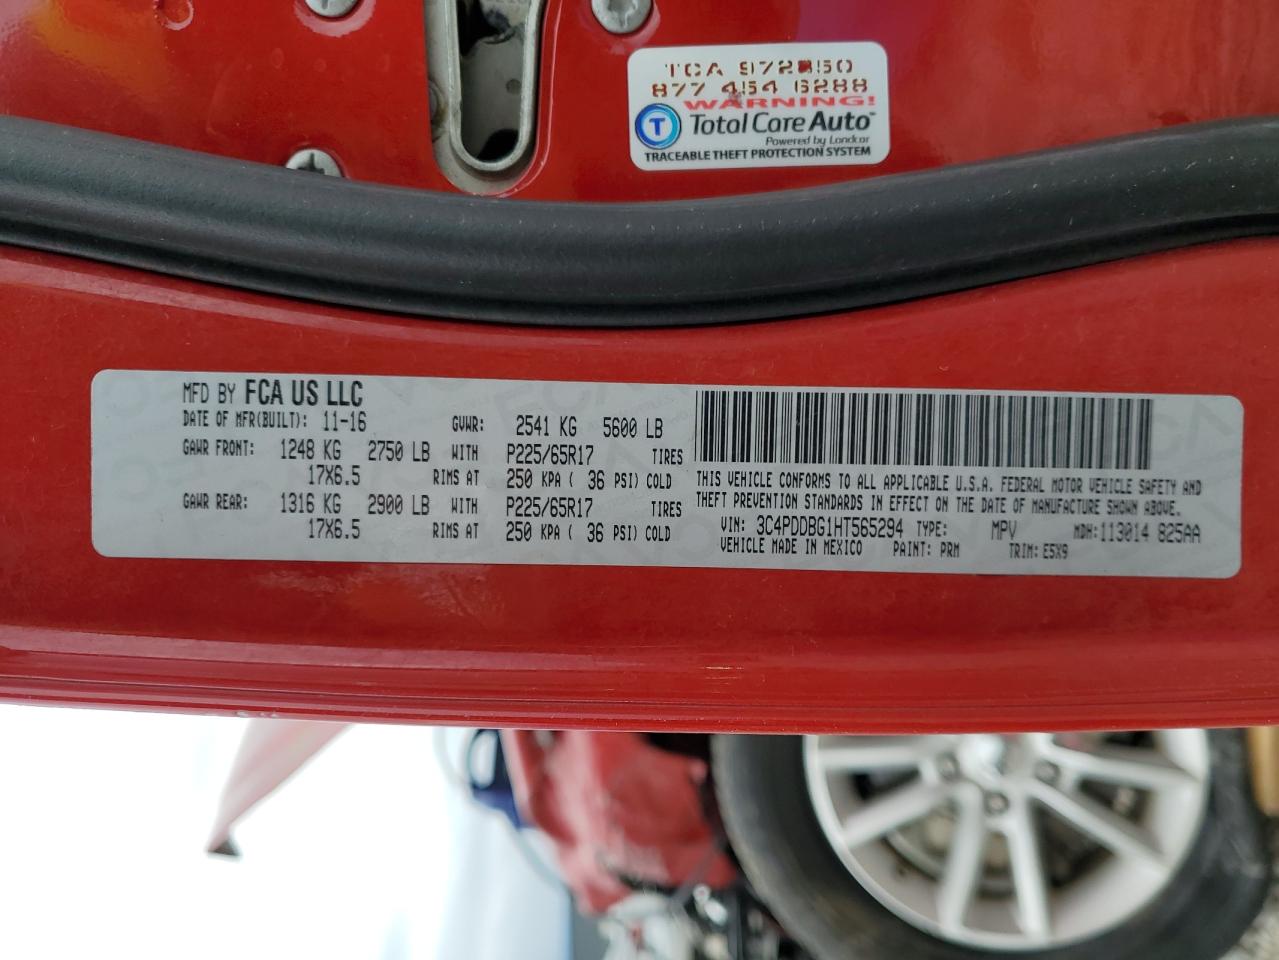 TCA 972850
877 454 6288
WARNING!
T Total Care Auto
Powered by Landcar
TRACEABLE THEFT PROTECTION SYSTEM
MFD BY FCA US LLC
DATE OF MFR(BUILT): 11-16 GVWR: 2541 KG 5600 LB
GAWR FRONT: 1248 KG 2750 LB WITH P225/65R17 TIRES
17X6.5 RIMS AT 250 KPA ( 36 PSI) COLD
GAWR REAR: 1316 KG 2900 LB WITH P225/65R17 TIRES
17X6.5 RIMS AT 250 KPA ( 36 PSI) COLD
THIS VEHICLE CONFORMS TO ALL APPLICABLE U.S.A. FEDERAL MOTOR VEHICLE SAFETY AND
THEFT PREVENTION STANDARDS IN EFFECT ON THE DATE OF MANUFACTURE SHOWN ABOVE.
VIN: 3C4PDDBG1HT565294 TYPE: MPV MDH:113014 825AA
VEHICLE MADE IN MEXICO PAINT: PRM TRIM: E5X9